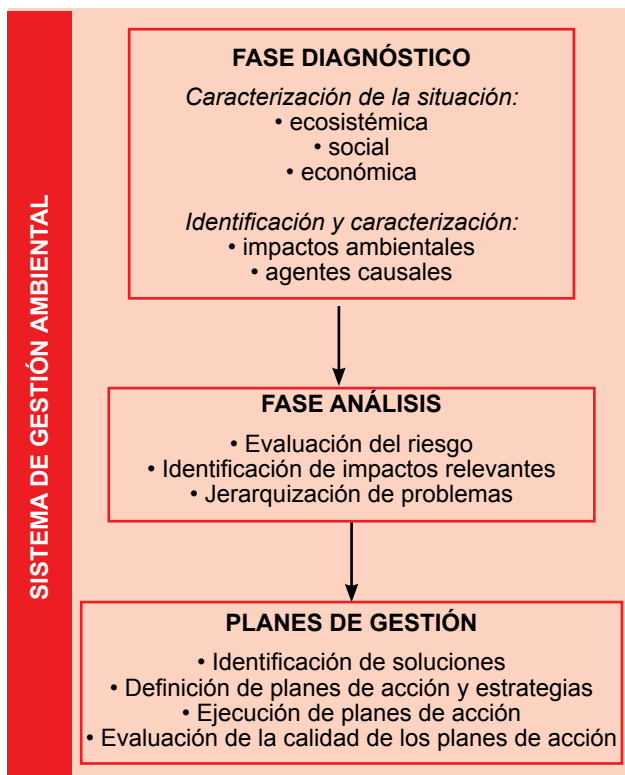 SISTEMA DE GESTIÓN AMBIENTAL
FASE DIAGNÓSTICO
Caracterización de la situación:
• ecosistémica
• social
• económica
Identificación y caracterización:
• impactos ambientales
• agentes causales
FASE ANÁLISIS
• Evaluación del riesgo
• Identificación de impactos relevantes
• Jerarquización de problemas
PLANES DE GESTIÓN
• Identificación de soluciones
• Definición de planes de acción y estrategias
• Ejecución de planes de acción
• Evaluación de la calidad de los planes de acción